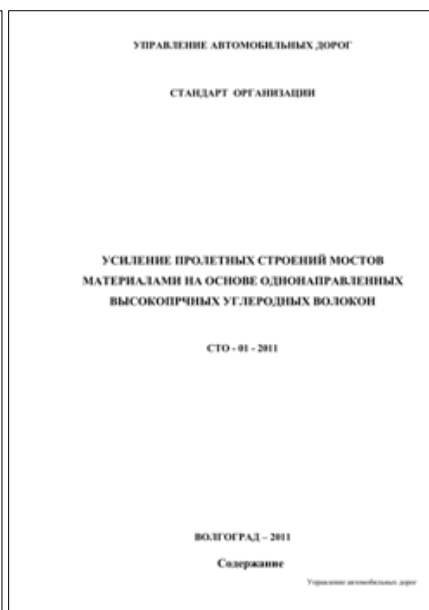 УПРАВЛЕНИЕ АВТОМОБИЛЬНЫХ ДОРОГ
СТАНДАРТ ОРГАНИЗАЦИИ
УСИЛЕНИЕ ПРОЛЕТНЫХ СТРОЕНИЙ МОСТОВ
МАТЕРИАЛАМИ НА ОСНОВЕ ОДНОНАПРАВЛЕННЫХ
ВЫСОКОПРЧНЫХ УГЛЕРОДНЫХ ВОЛОКОН
СТО - 01 - 2011
ВОЛГОГРАД – 2011
Содержание
Управление автомобильных дорог